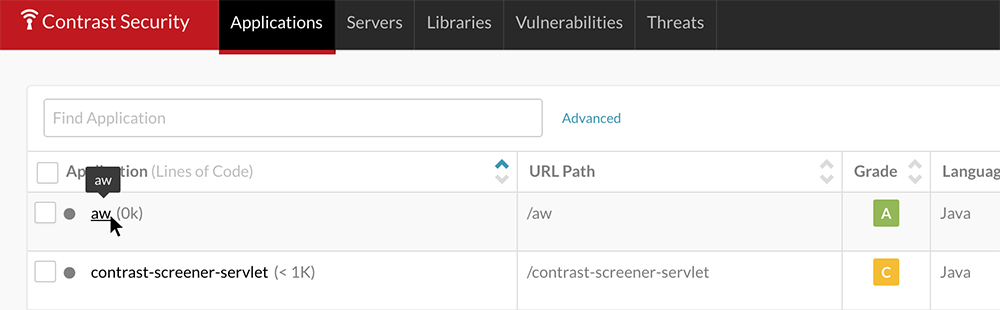 Contrast Security Applications Servers Libraries Vulnerabilities Threats
Find Application Advanced
Application (Lines of Code) URL Path Grade
aw
aw (0k) /aw A Java
contrast-screener-servlet (< 1K) /contrast-screener-servlet C Java